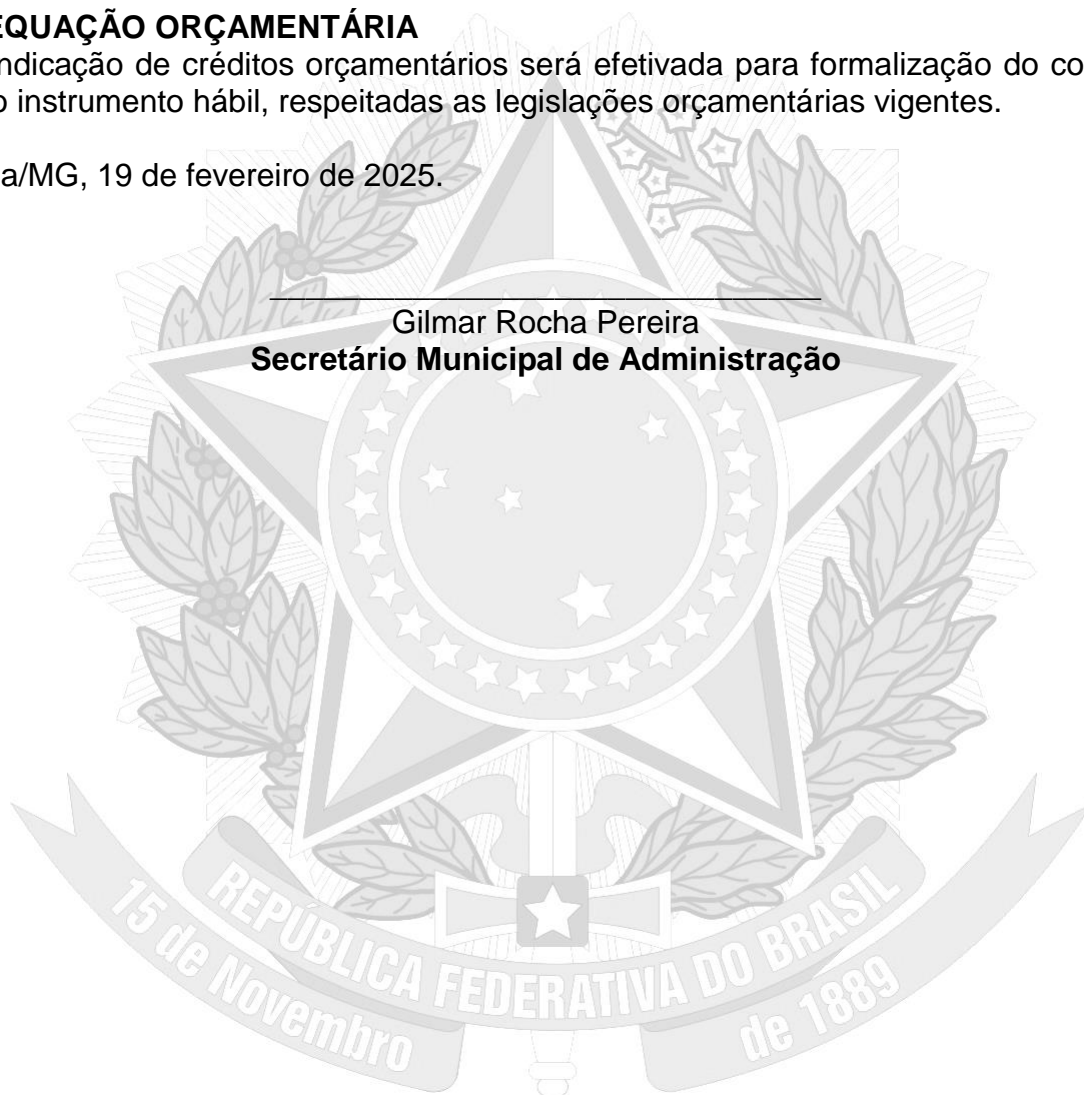 EQUAÇÃO ORÇAMENTÁRIA
ndicação de créditos orçamentários será efetivada para formalização do co
o instrumento hábil, respeitadas as legislações orçamentárias vigentes.
a/MG, 19 de fevereiro de 2025.
Gilmar Rocha Pereira
Secretário Municipal de Administração
REPÚBLICA FEDERATIVA DO BRASIL
15 de Novembro de 1889